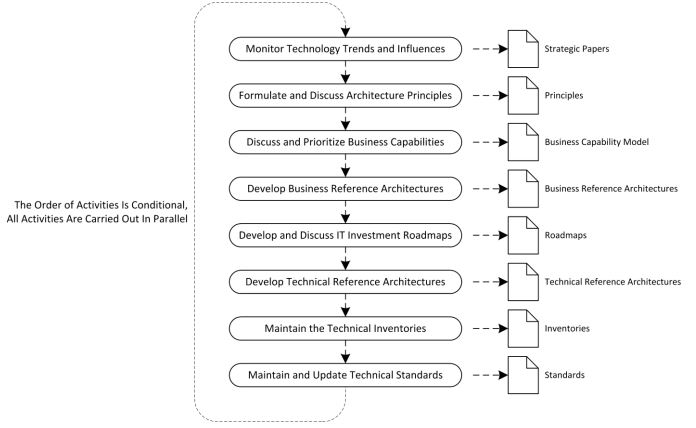 Monitor Technology Trends and Influences
Strategic Papers
Formulate and Discuss Architecture Principles
Principles
Discuss and Prioritize Business Capabilities
Business Capability Model
Develop Business Reference Architectures
Business Reference Architectures
The Order of Activities Is Conditional,
All Activities Are Carried Out In Parallel
Develop and Discuss IT Investment Roadmaps
Roadmaps
Develop Technical Reference Architectures
Technical Reference Architectures
Maintain the Technical Inventories
Inventories
Maintain and Update Technical Standards
Standards